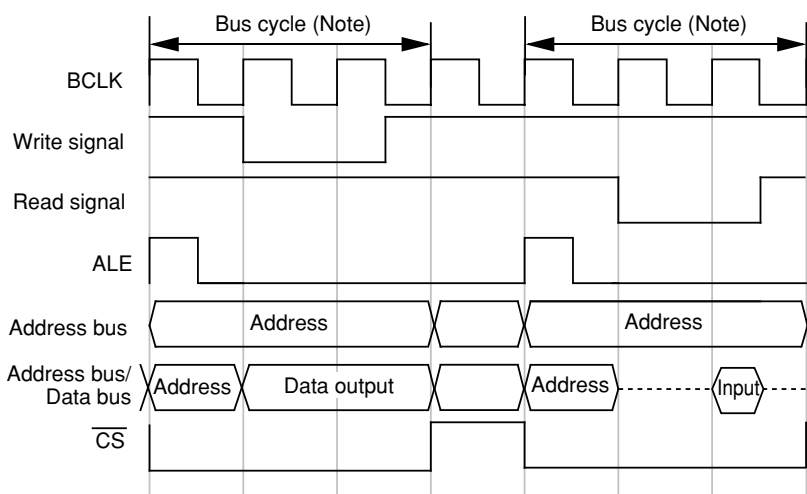 Bus cycle (Note) Bus cycle (Note)
BCLK
Write signal
Read signal
ALE
Address bus Address Address
Address bus/
Data bus Address Data output Address Input
CS